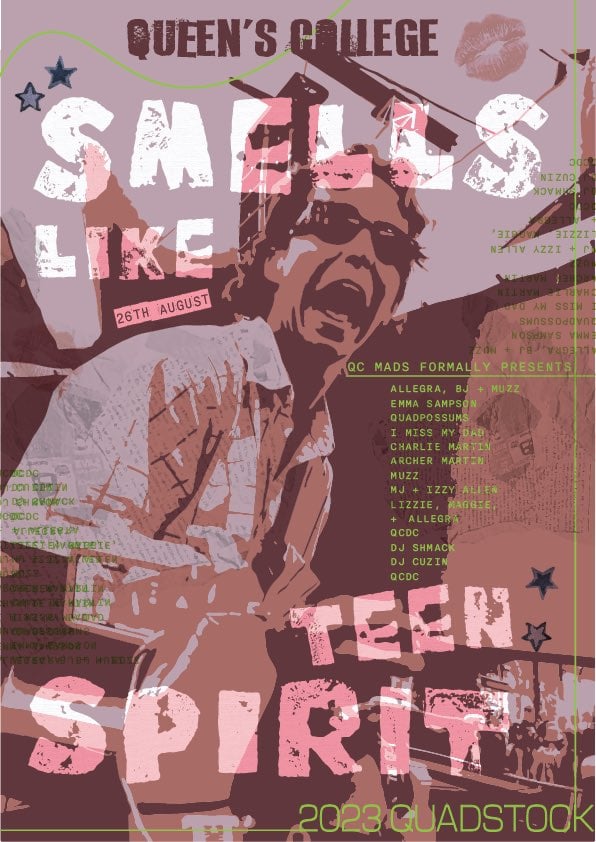 QUEEN'S COLLEGE
SMELLS
LIKE
26TH AUGUST
QC MADS FORMALLY PRESENTS
ALLEGRA, BJ + MUZZ
EMMA SAMPSON
QUADPOSSUMS
I MISS MY DAD
CHARLIE MARTIN
ARCHER MARTIN
MUZZ
MJ + IZZY ALLEN
LIZZIE, MAGGIE,
+ ALLEGRA
QCDC
DJ SHMACK
DJ CUZIN
QCDC
TEEN
SPIRIT
2023 QUADSTOCK